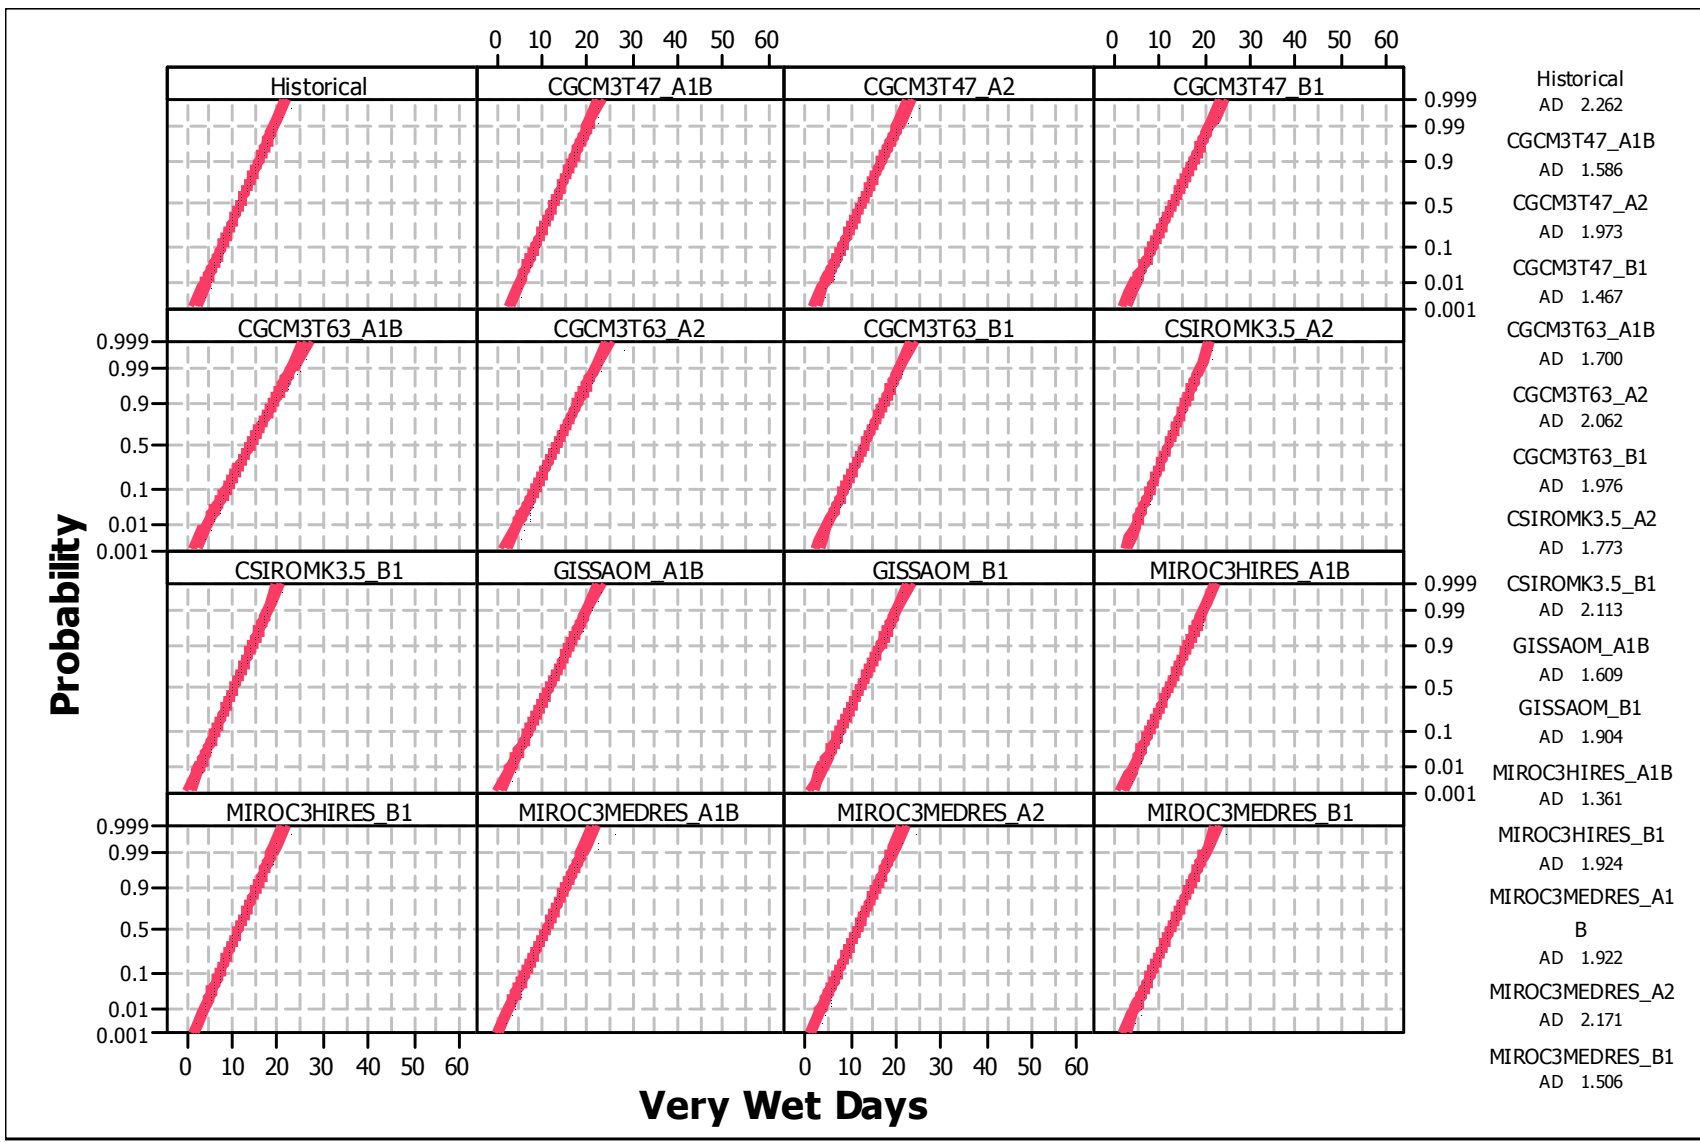 0 10 20 30 40 50 60 0 10 20 30 40 50 60
Historical CGCM3T47_A1B CGCM3T47_A2 CGCM3T47_B1
0.999
0.99
0.9
0.5
0.1
0.01
0.001
CGCM3T63_A1B CGCM3T63_A2 CGCM3T63_B1 CSIROMK3.5_A2
0.999
0.99
0.9
0.5
0.1
0.01
0.001
CSIROMK3.5_B1 GISSAOM_A1B GISSAOM_B1 MIROC3HIRES_A1B
0.999
0.99
0.9
0.5
0.1
0.01
0.001
MIROC3HIRES_B1 MIROC3MEDRES_A1B MIROC3MEDRES_A2 MIROC3MEDRES_B1
0.999
0.99
0.9
0.5
0.1
0.01
0.001
0 10 20 30 40 50 60 0 10 20 30 40 50 60
Probability
Very Wet Days
Historical
AD 2.262
CGCM3T47_A1B
AD 1.586
CGCM3T47_A2
AD 1.973
CGCM3T47_B1
AD 1.467
CGCM3T63_A1B
AD 1.700
CGCM3T63_A2
AD 2.062
CGCM3T63_B1
AD 1.976
CSIROMK3.5_A2
AD 1.773
CSIROMK3.5_B1
AD 2.113
GISSAOM_A1B
AD 1.609
GISSAOM_B1
AD 1.904
MIROC3HIRES_A1B
AD 1.361
MIROC3HIRES_B1
AD 1.924
MIROC3MEDRES_A1
B
AD 1.922
MIROC3MEDRES_A2
AD 2.171
MIROC3MEDRES_B1
AD 1.506